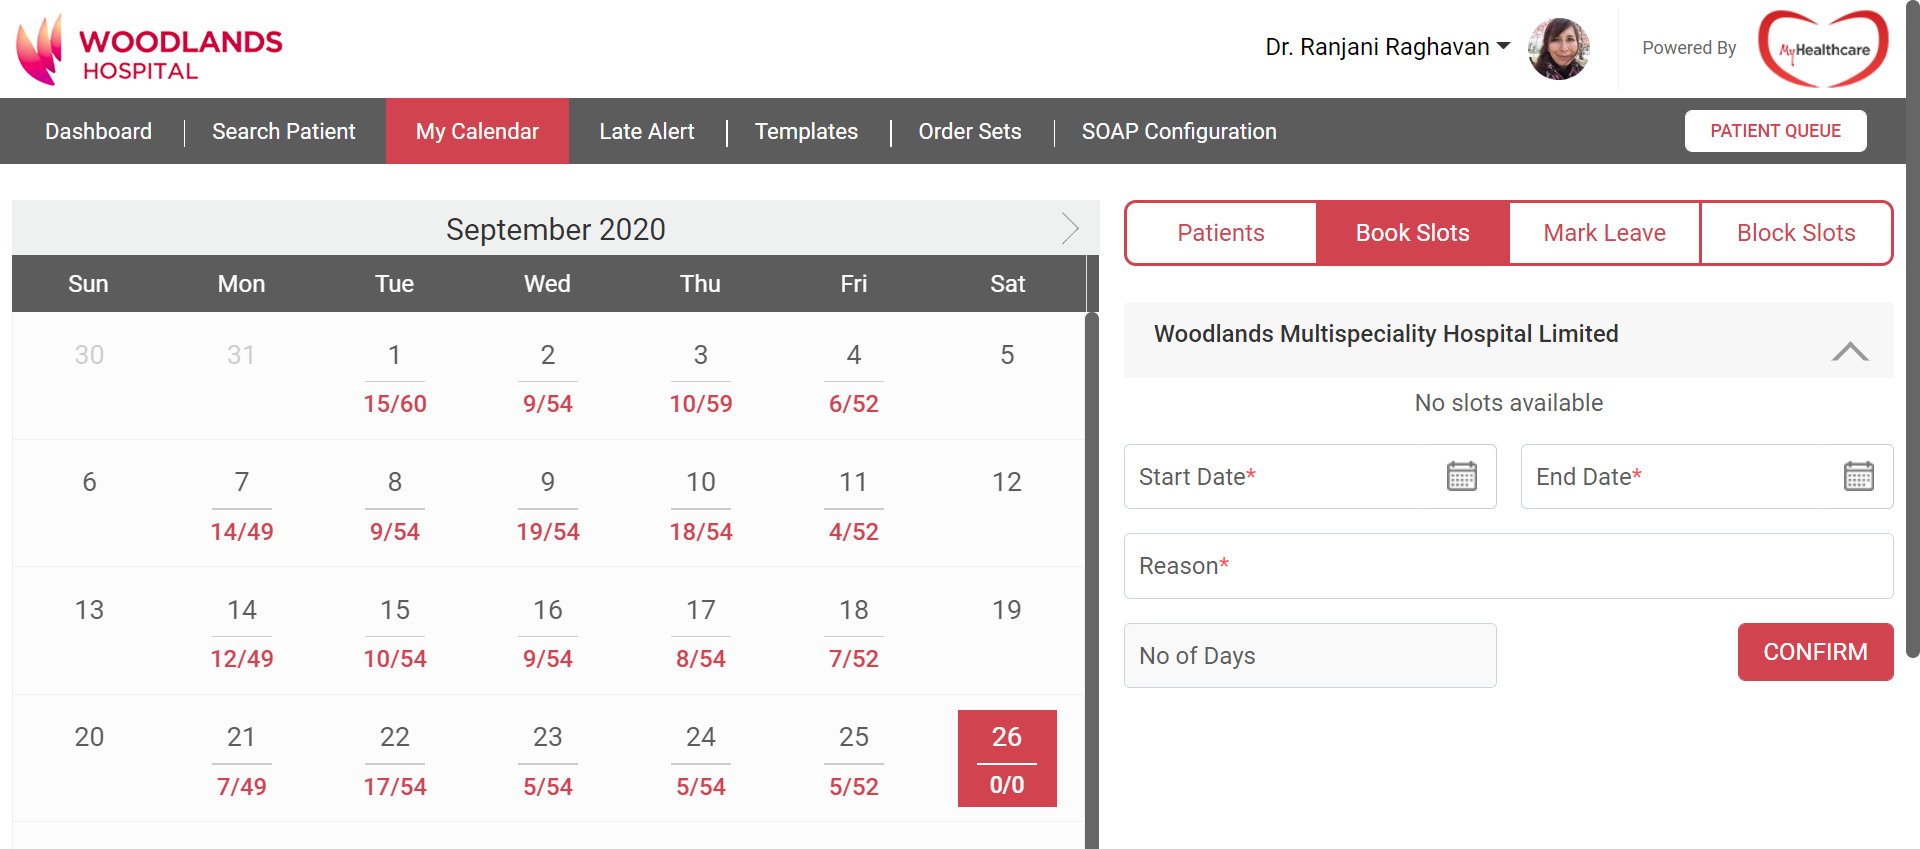 WOODLANDS
HOSPITAL
Dr. Ranjani Raghavan
Powered By
MyHealthcare
Dashboard
Search Patient
My Calendar
Late Alert
Templates
Order Sets
SOAP Configuration
PATIENT QUEUE
September 2020
Sun Mon Tue Wed Thu Fri Sat
30 31 1 2 3 4 5
15/60 9/54 10/59 6/52
6 7 8 9 10 11 12
14/49 9/54 19/54 18/54 4/52
13 14 15 16 17 18 19
12/49 10/54 9/54 8/54 7/52
20 21 22 23 24 25 26
7/49 17/54 5/54 5/54 5/52 0/0
Patients Book Slots Mark Leave Block Slots
Woodlands Multispeciality Hospital Limited
No slots available
Start Date* End Date*
Reason*
No of Days CONFIRM